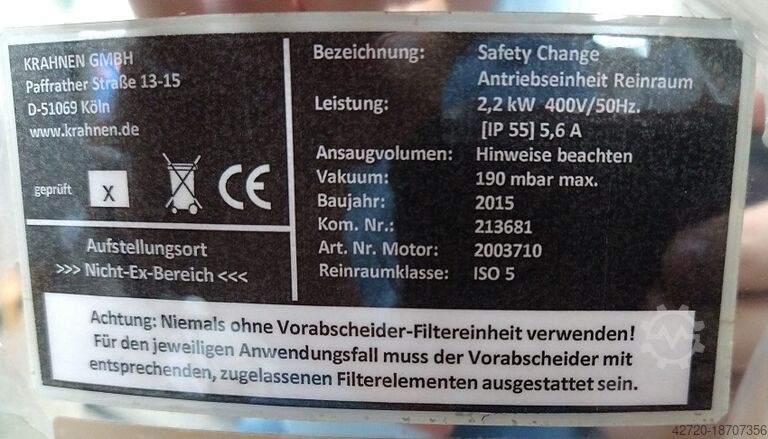 KRAHNEN GMBH
Paffrather Straße 13-15
D-51069 Köln
www.krahnen.de
geprüft X CE
Aufstellungsort
>>> Nicht-Ex-Bereich <<<
Bezeichnung: Safety Change
Antriebseinheit Reinraum
Leistung: 2,2 kW 400V/50Hz.
[IP 55] 5,6 A
Ansaugvolumen: Hinweise beachten
Vakuum: 190 mbar max.
Baujahr: 2015
Kom. Nr.: 213681
Art. Nr. Motor: 2003710
Reinraumklasse: ISO 5
Achtung: Niemals ohne Vorabscheider-Filtereinheit verwenden!
Für den jeweiligen Anwendungsfall muss der Vorabscheider mit
entsprechenden, zugelassenen Filterelementen ausgestattet sein.
42720-18707356